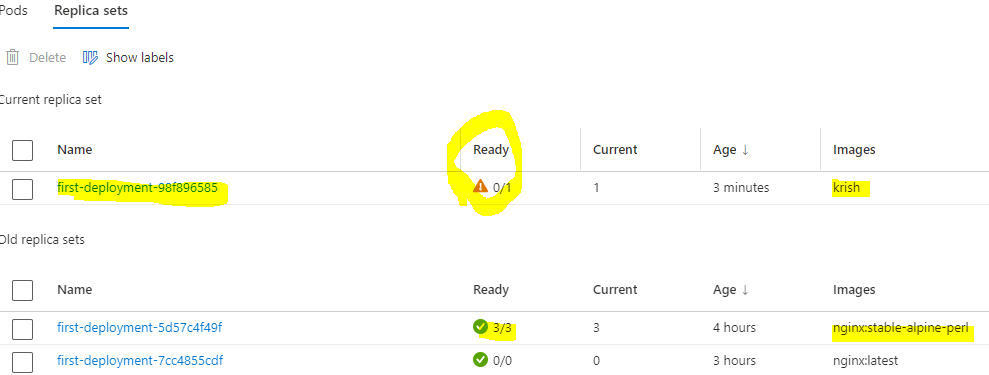 Pods Replica sets
Delete Show labels
Current replica set
Name Ready Current Age ↓ Images
first-deployment-98f896585 0/1 1 3 minutes krish
Old replica sets
Name Ready Current Age ↓ Images
first-deployment-5d57c4f49f 3/3 3 4 hours nginx:stable-alpine-perl
first-deployment-7cc4855cdf 0/0 0 3 hours nginx:latest